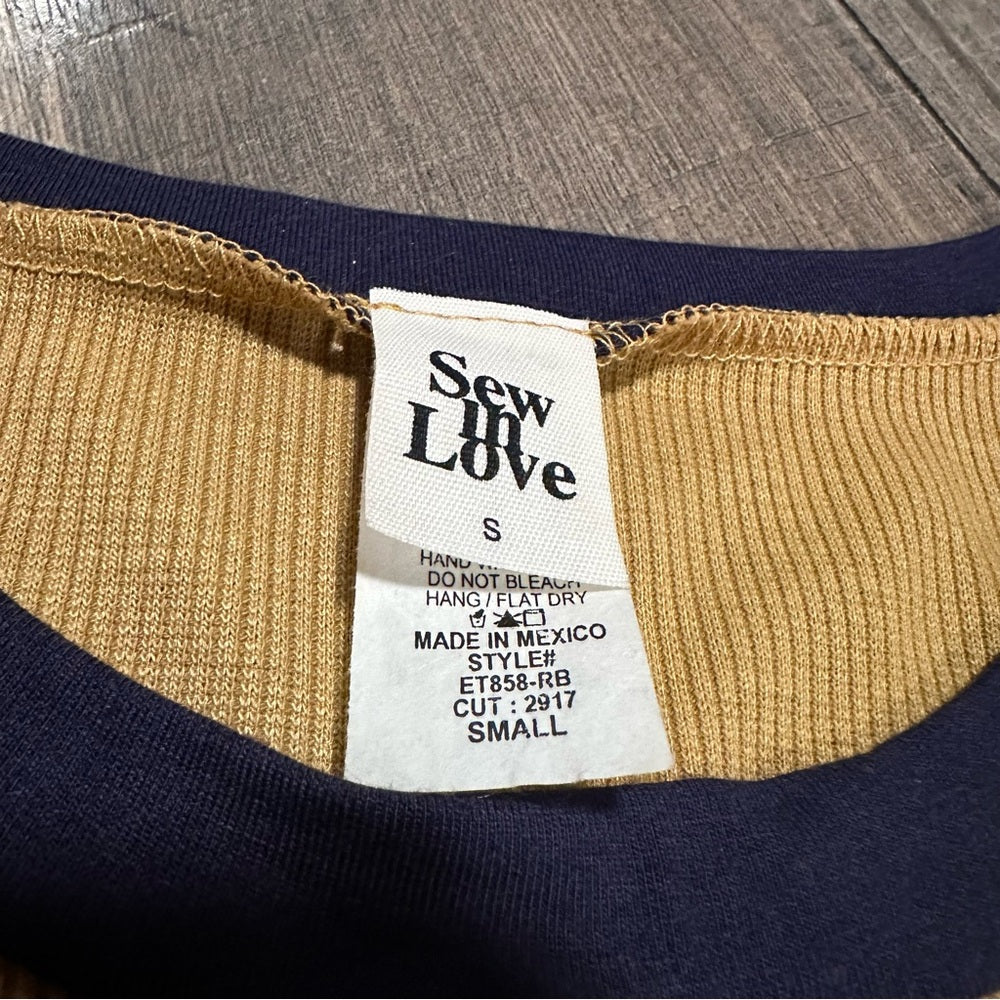 Sew
in
Love
S
HAND
DO NOT BLEACH
HANG / FLAT DRY
MADE IN MEXICO
STYLE#
ET858-RB
CUT : 2917
SMALL